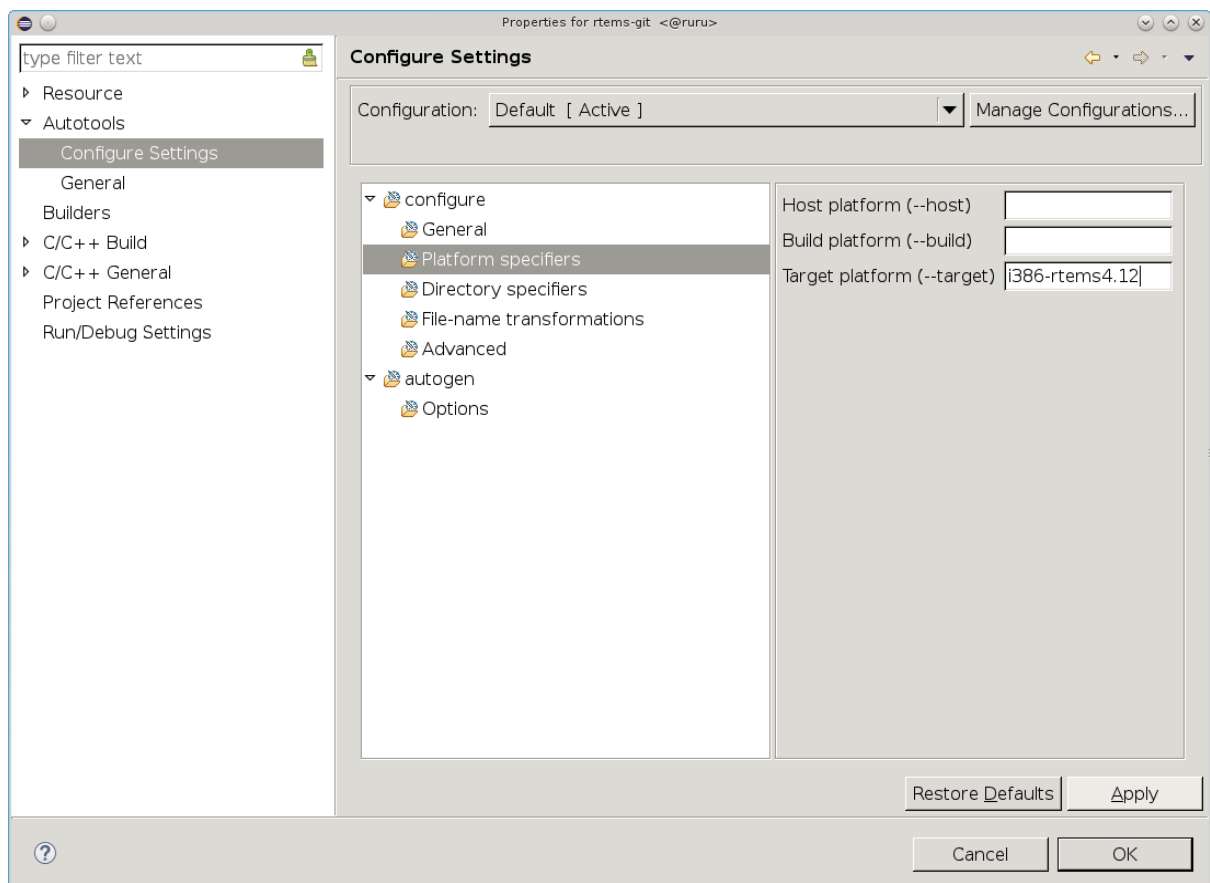 Properties for rtems-git <@ruru>
type filter text
Resource
Autotools
Configure Settings
General
Builders
C/C++ Build
C/C++ General
Project References
Run/Debug Settings
Configure Settings
Configuration: Default [ Active ] Manage Configurations...
configure
General
Platform specifiers
Directory specifiers
File-name transformations
Advanced
autogen
Options
Host platform (--host)
Build platform (--build)
Target platform (--target) i386-rtems4.12
Restore Defaults Apply
? Cancel OK